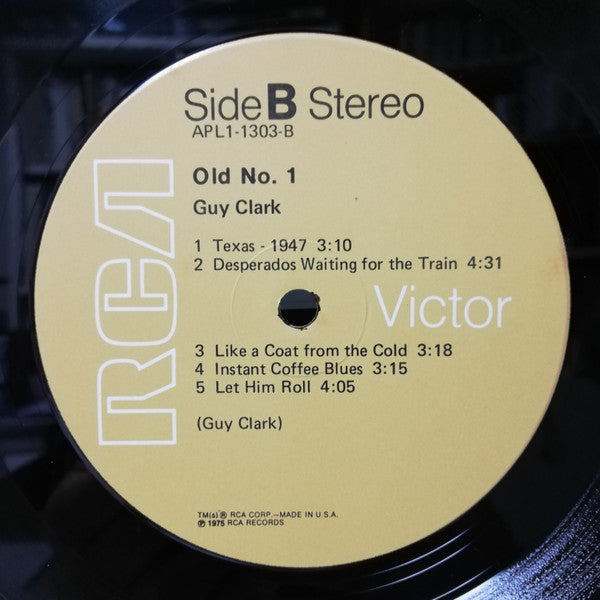 Side B Stereo
APL1-1303-B
Old No. 1
Guy Clark
1 Texas - 1947 3:10
2 Desperados Waiting for the Train 4:31
RCA Victor
3 Like a Coat from the Cold 3:18
4 Instant Coffee Blues 3:15
5 Let Him Roll 4:05
(Guy Clark)
TM(s) ® RCA CORP.—MADE IN U.S.A.
℗ 1975 RCA RECORDS